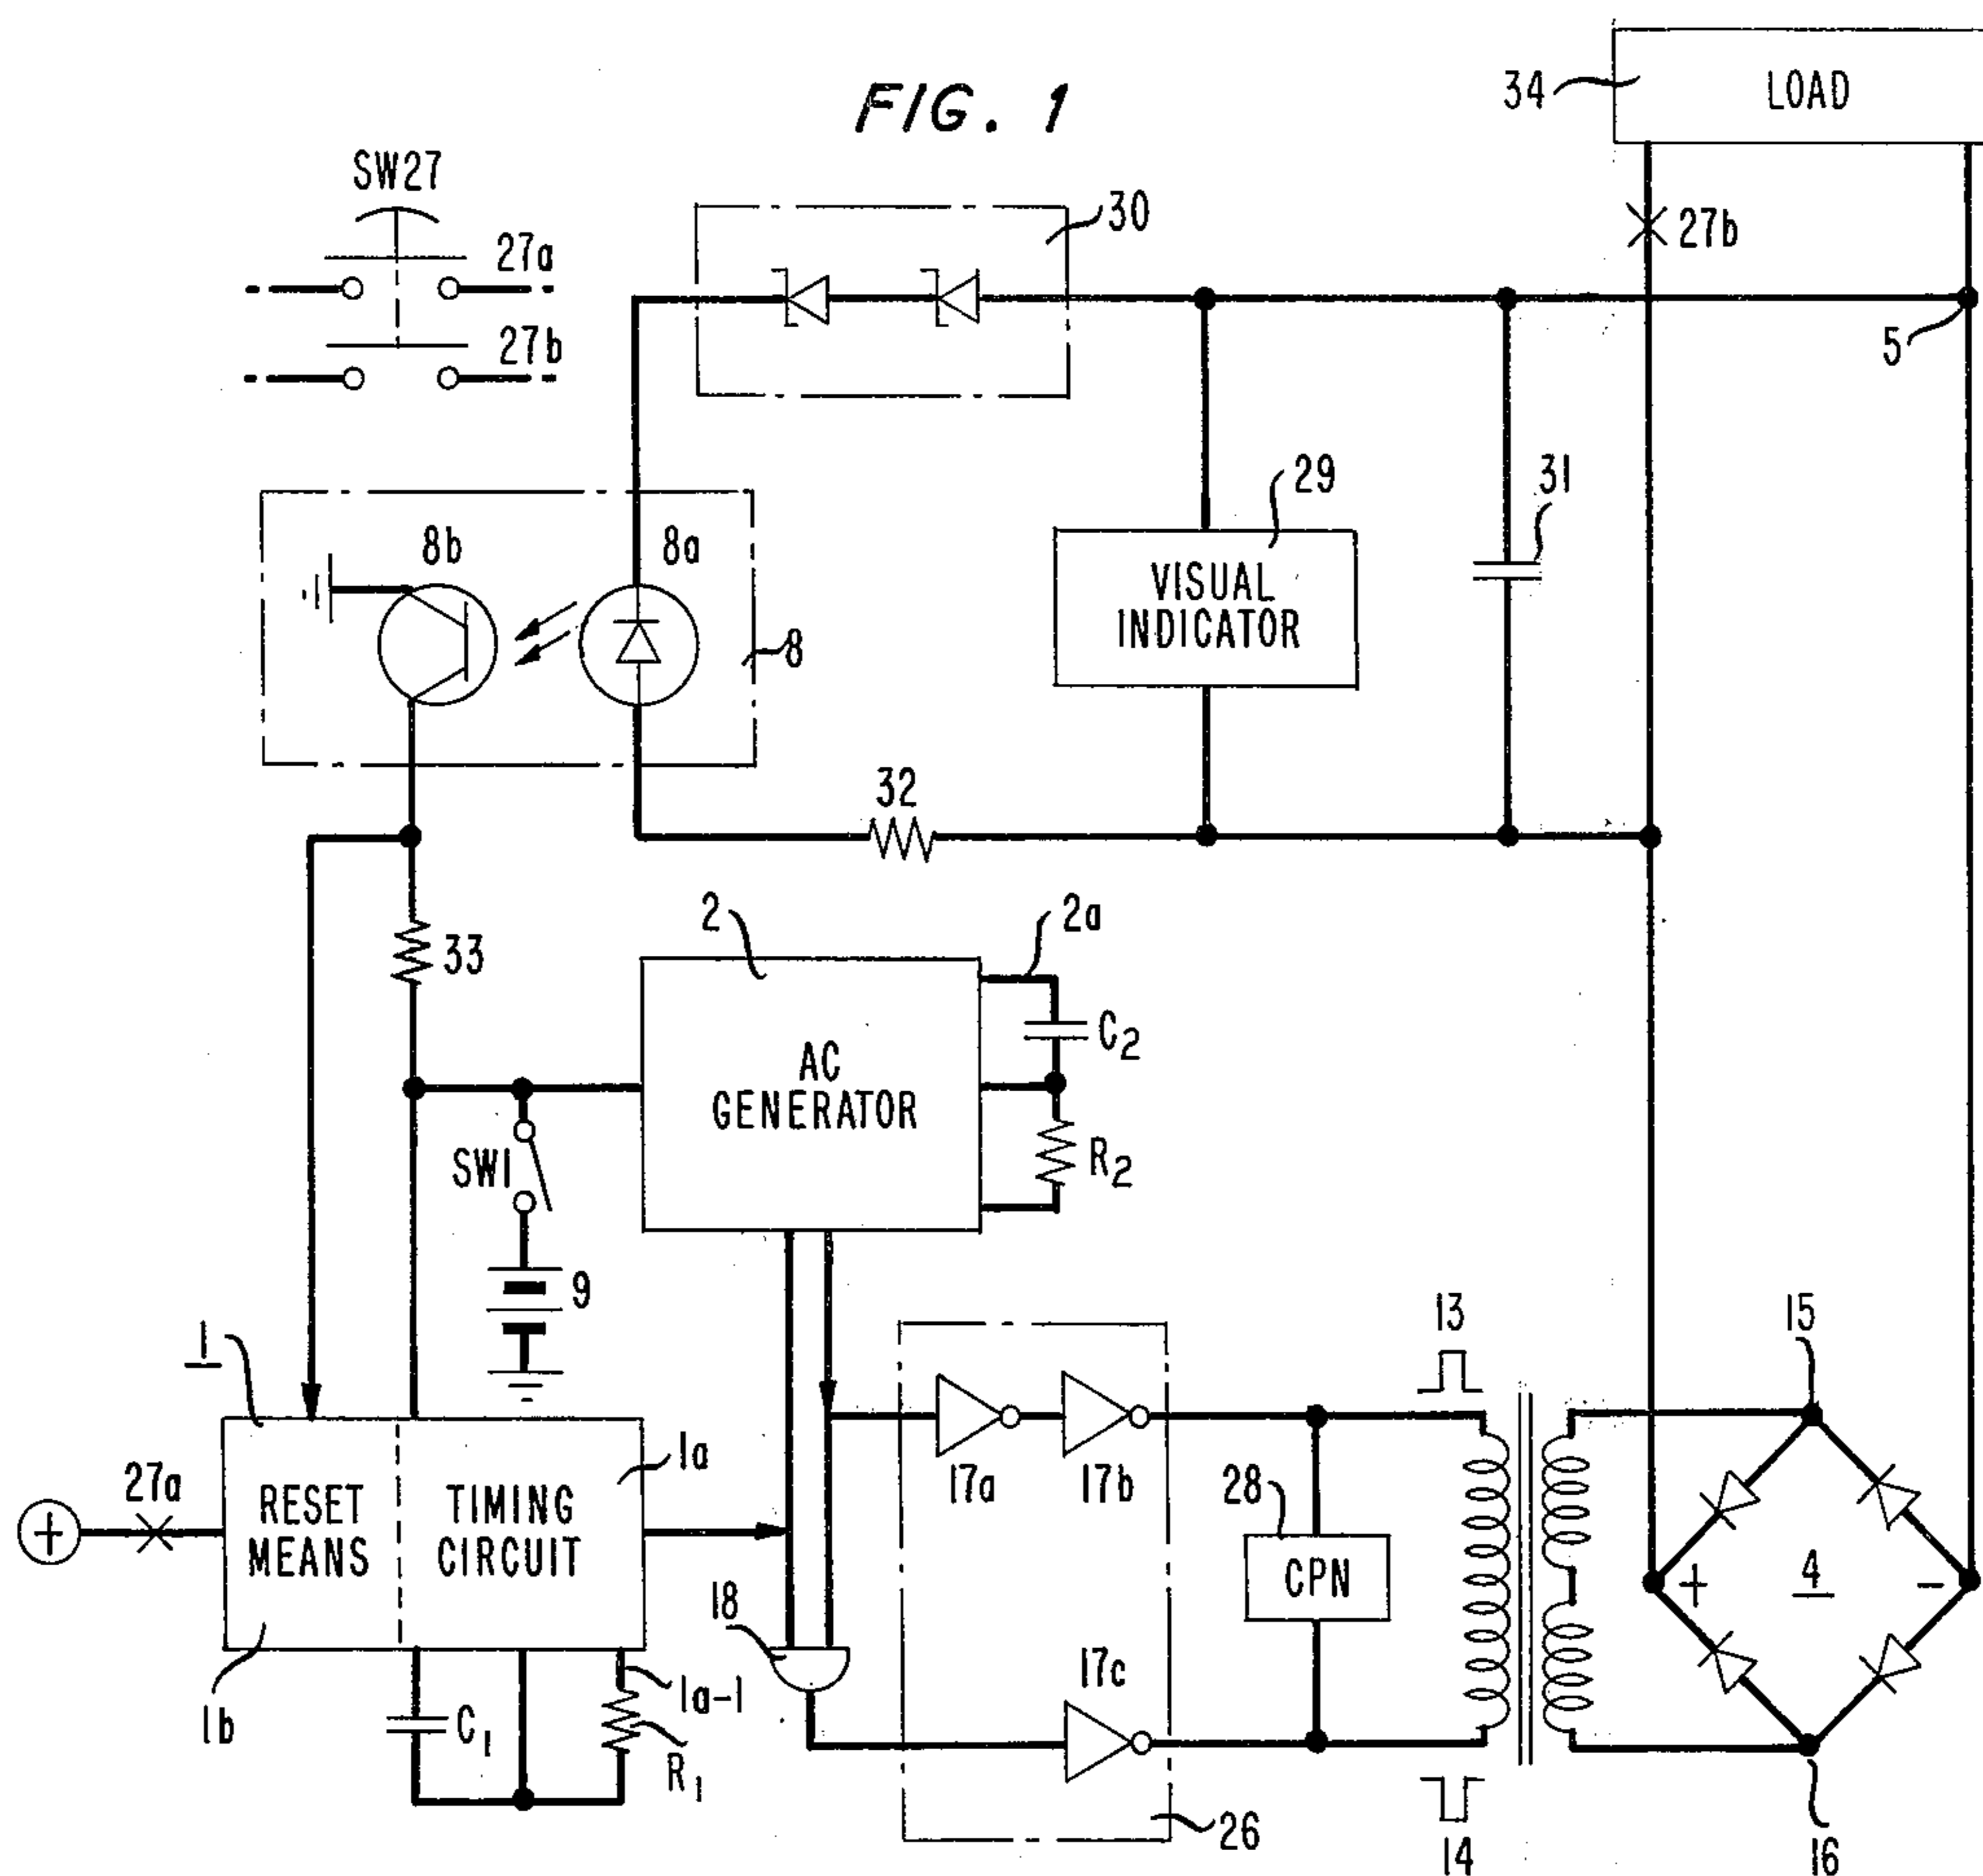 FIG. 1
34
LOAD
SW27
27a
27b
30
27b
5
29
31
8b
8a
VISUAL
INDICATOR
8
32
2
2a
33
AC
GENERATOR
C2
R2
SW1
9
13
15
1
1a
27a
17a
17b
28
+
RESET
MEANS
TIMING
CIRCUIT
CPN
+
4
-
18
17c
1b
C1
1a-1
R1
26
14
16